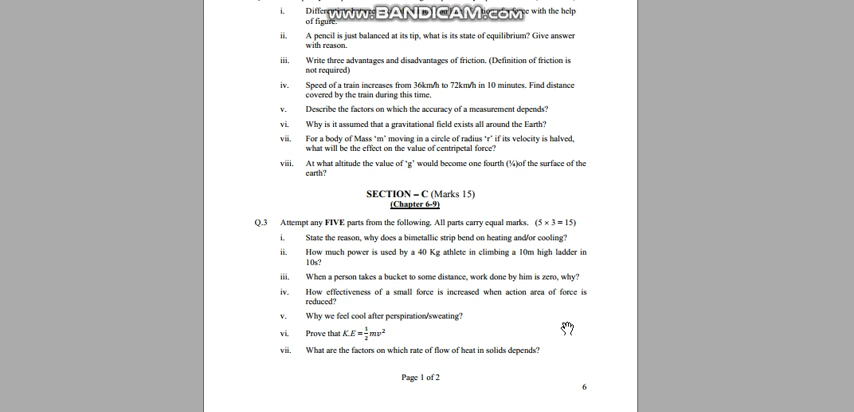 www.BANDICAM.com
i. Differ with the help
of figure.
ii. A pencil is just balanced at its tip, what is its state of equilibrium? Give answer
with reason.
iii. Write three advantages and disadvantages of friction. (Definition of friction is
not required)
iv. Speed of a train increases from 36km/h to 72km/h in 10 minutes. Find distance
covered by the train during this time.
v. Describe the factors on which the accuracy of a measurement depends?
vi. Why is it assumed that a gravitational field exists all around the Earth?
vii. For a body of Mass ‘m’ moving in a circle of radius ‘r’ if its velocity is halved,
what will be the effect on the value of centripetal force?
viii. At what altitude the value of ‘g’ would become one fourth (¼)of the surface of the
earth?
SECTION – C (Marks 15)
(Chapter 6-9)
Q.3 Attempt any FIVE parts from the following. All parts carry equal marks. (5 × 3 = 15)
i. State the reason, why does a bimetallic strip bend on heating and/or cooling?
ii. How much power is used by a 40 Kg athlete in climbing a 10m high ladder in
10s?
iii. When a person takes a bucket to some distance, work done by him is zero, why?
iv. How effectiveness of a small force is increased when action area of force is
reduced?
v. Why we feel cool after perspiration/sweating?
vi. Prove that K.E = ½ mv²
vii. What are the factors on which rate of flow of heat in solids depends?
Page 1 of 2
6